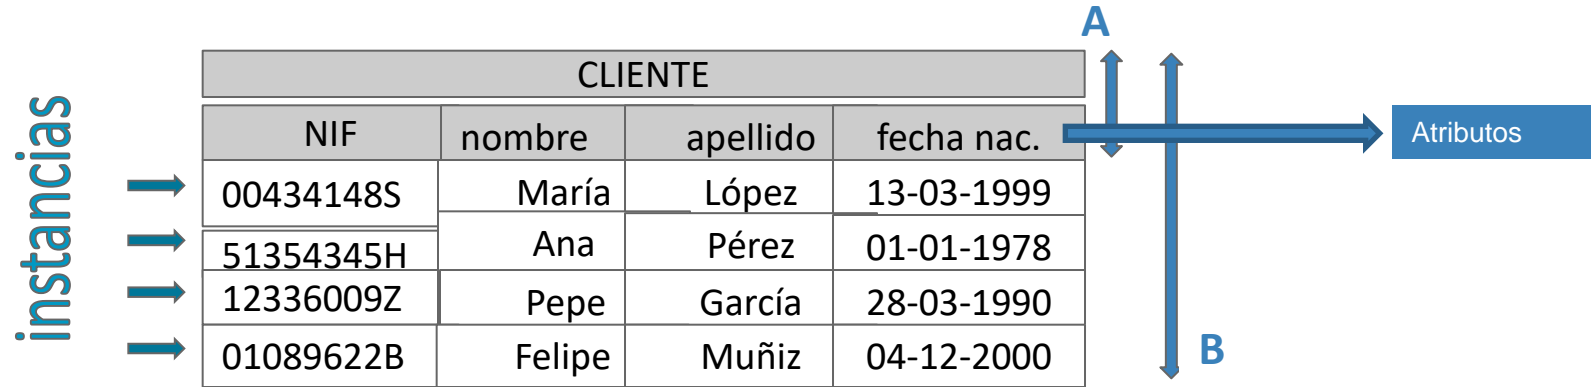 A
CLIENTE
instancias
NIF nombre apellido fecha nac.
Atributos
00434148S María López 13-03-1999
51354345H Ana Pérez 01-01-1978
12336009Z Pepe García 28-03-1990
01089622B Felipe Muñiz 04-12-2000
B